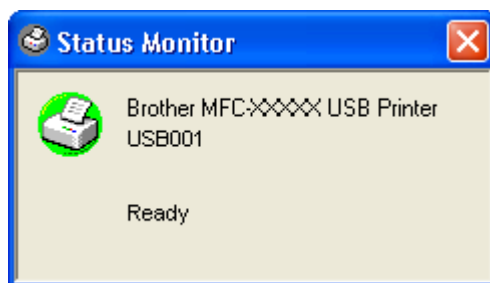 Status Monitor
Brother MFC-XXXXX USB Printer
USB001
Ready